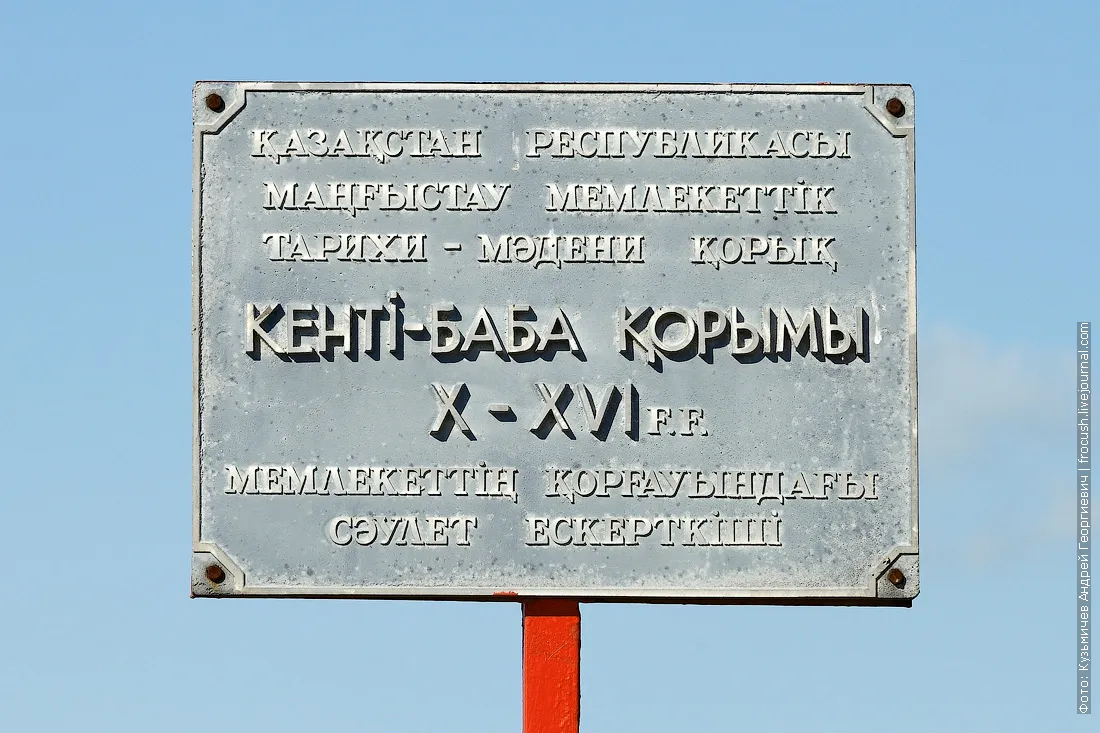 ҚАЗАҚСТАН РЕСПУБЛИКАСЫ
МАҢҒЫСТАУ МЕМЛЕКЕТТІК
ТАРИХИ - МӘДЕНИ ҚОРЫҚ
КЕНТІ-БАБА ҚОРЫМЫ
X - XVI Ғ.Ғ.
МЕМЛЕКЕТТІҢ ҚОРҒАУЫНДАҒЫ
СӘУЛЕТ ЕСКЕРТКІШІ
Фото: Кузьмичев Андрей Георгиевич | frocush.livejournal.com